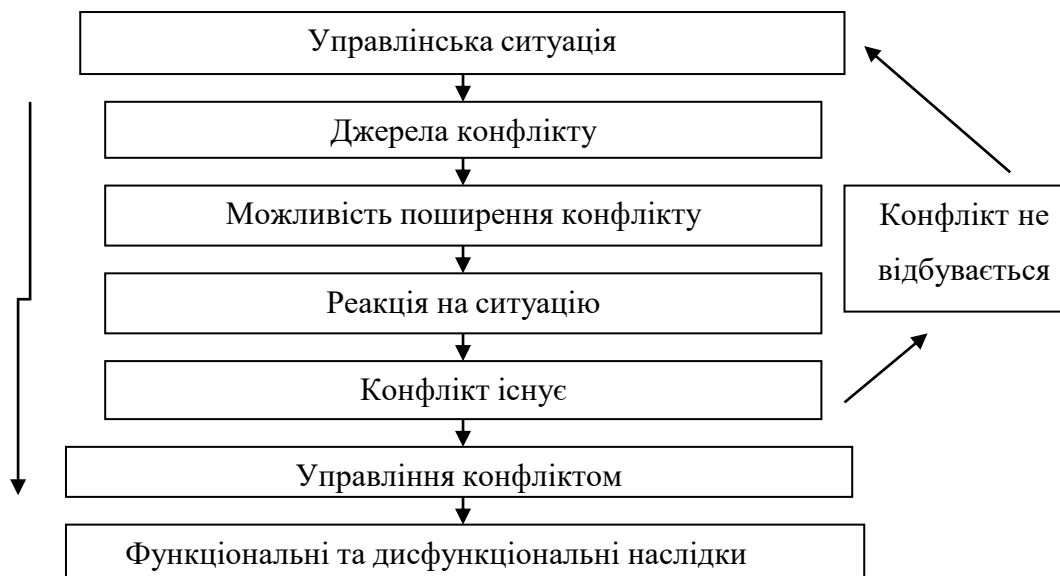 Управлінська ситуація
Джерела конфлікту
Можливість поширення конфлікту
Конфлікт не
відбувається
Реакція на ситуацію
Конфлікт існує
Управління конфліктом
Функціональні та дисфункціональні наслідки